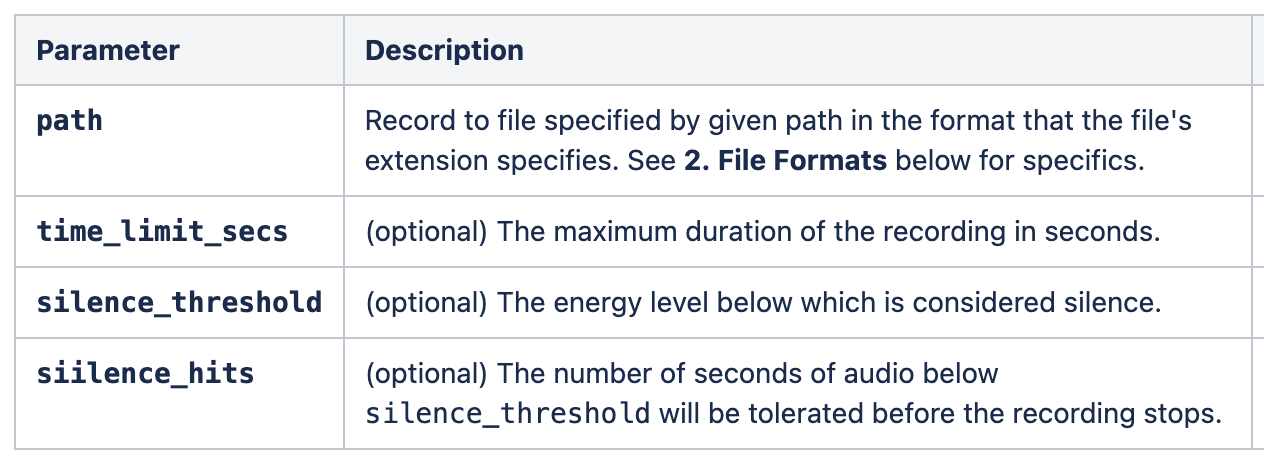 Parameter Description
path Record to file specified by given path in the format that the file's
extension specifies. See 2. File Formats below for specifics.
time_limit_secs (optional) The maximum duration of the recording in seconds.
silence_threshold (optional) The energy level below which is considered silence.
siilence_hits (optional) The number of seconds of audio below
silence_threshold will be tolerated before the recording stops.